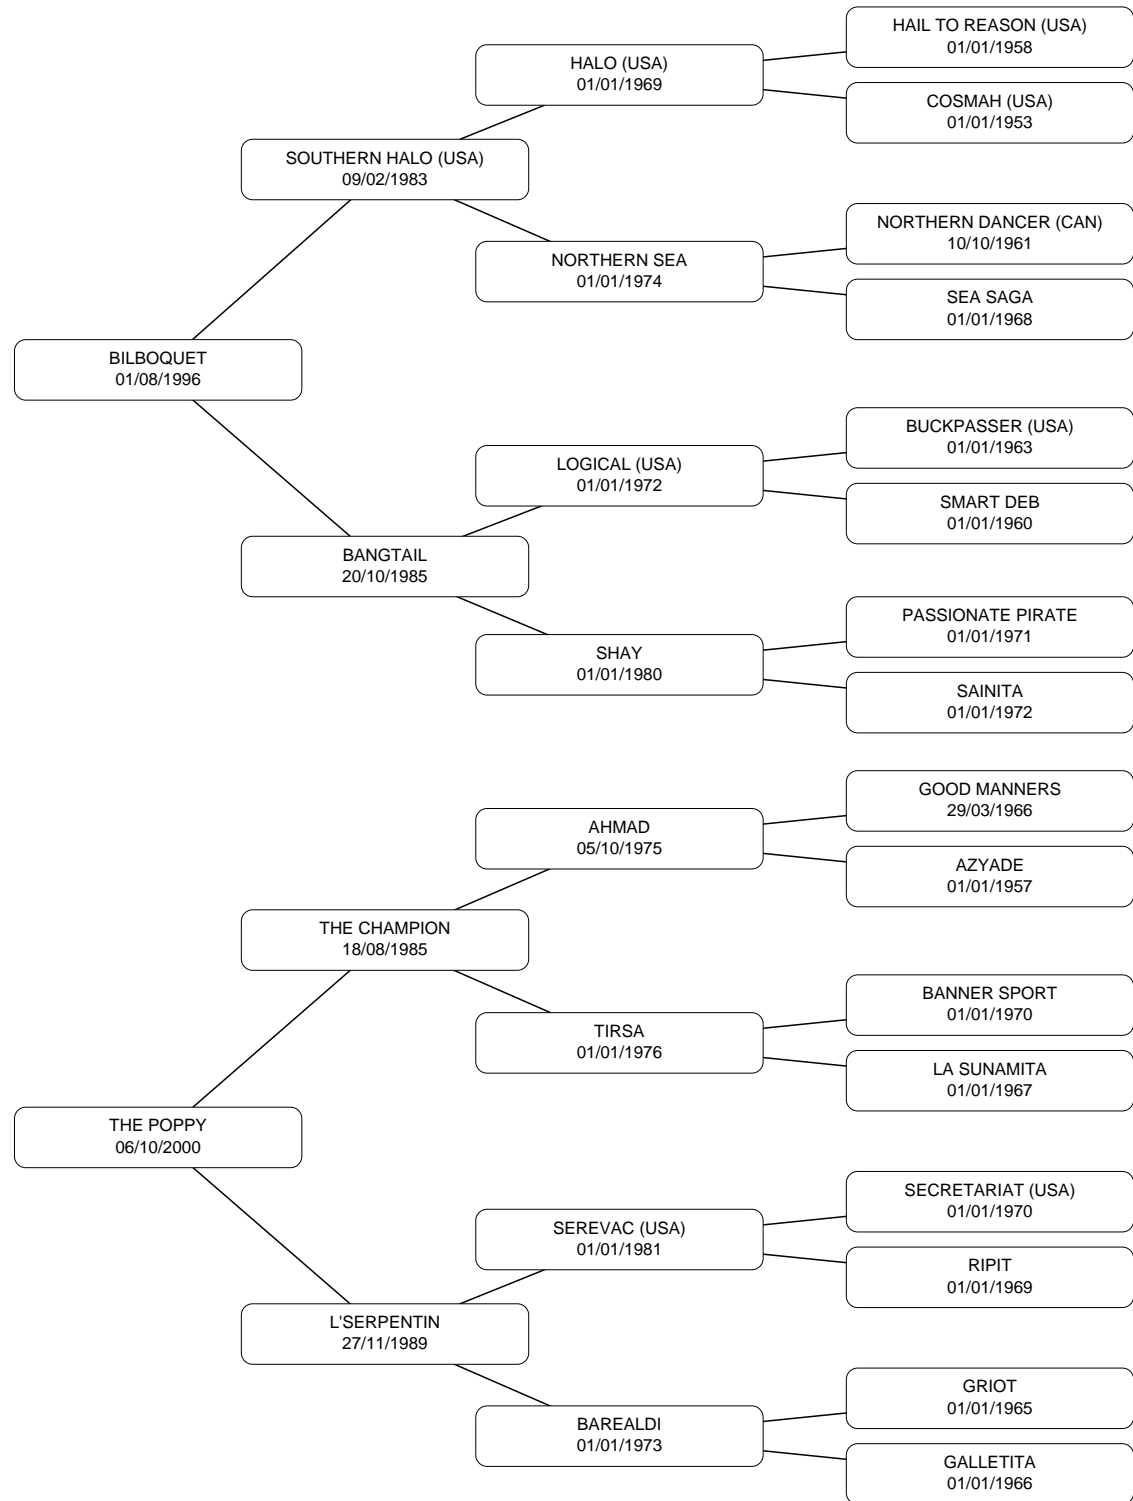 HAIL TO REASON (USA)
01/01/1958
HALO (USA)
01/01/1969
COSMAH (USA)
01/01/1953
SOUTHERN HALO (USA)
09/02/1983
NORTHERN DANCER (CAN)
10/10/1961
NORTHERN SEA
01/01/1974
SEA SAGA
01/01/1968
BILBOQUET
01/08/1996
BUCKPASSER (USA)
01/01/1963
LOGICAL (USA)
01/01/1972
SMART DEB
01/01/1960
BANGTAIL
20/10/1985
PASSIONATE PIRATE
01/01/1971
SHAY
01/01/1980
SAINITA
01/01/1972
GOOD MANNERS
29/03/1966
AHMAD
05/10/1975
AZYADE
01/01/1957
THE CHAMPION
18/08/1985
BANNER SPORT
01/01/1970
TIRSA
01/01/1976
LA SUNAMITA
01/01/1967
THE POPPY
06/10/2000
SECRETARIAT (USA)
01/01/1970
SEREVAC (USA)
01/01/1981
RIPIT
01/01/1969
L'SERPENTIN
27/11/1989
GRIOT
01/01/1965
BAREALDI
01/01/1973
GALLETITA
01/01/1966